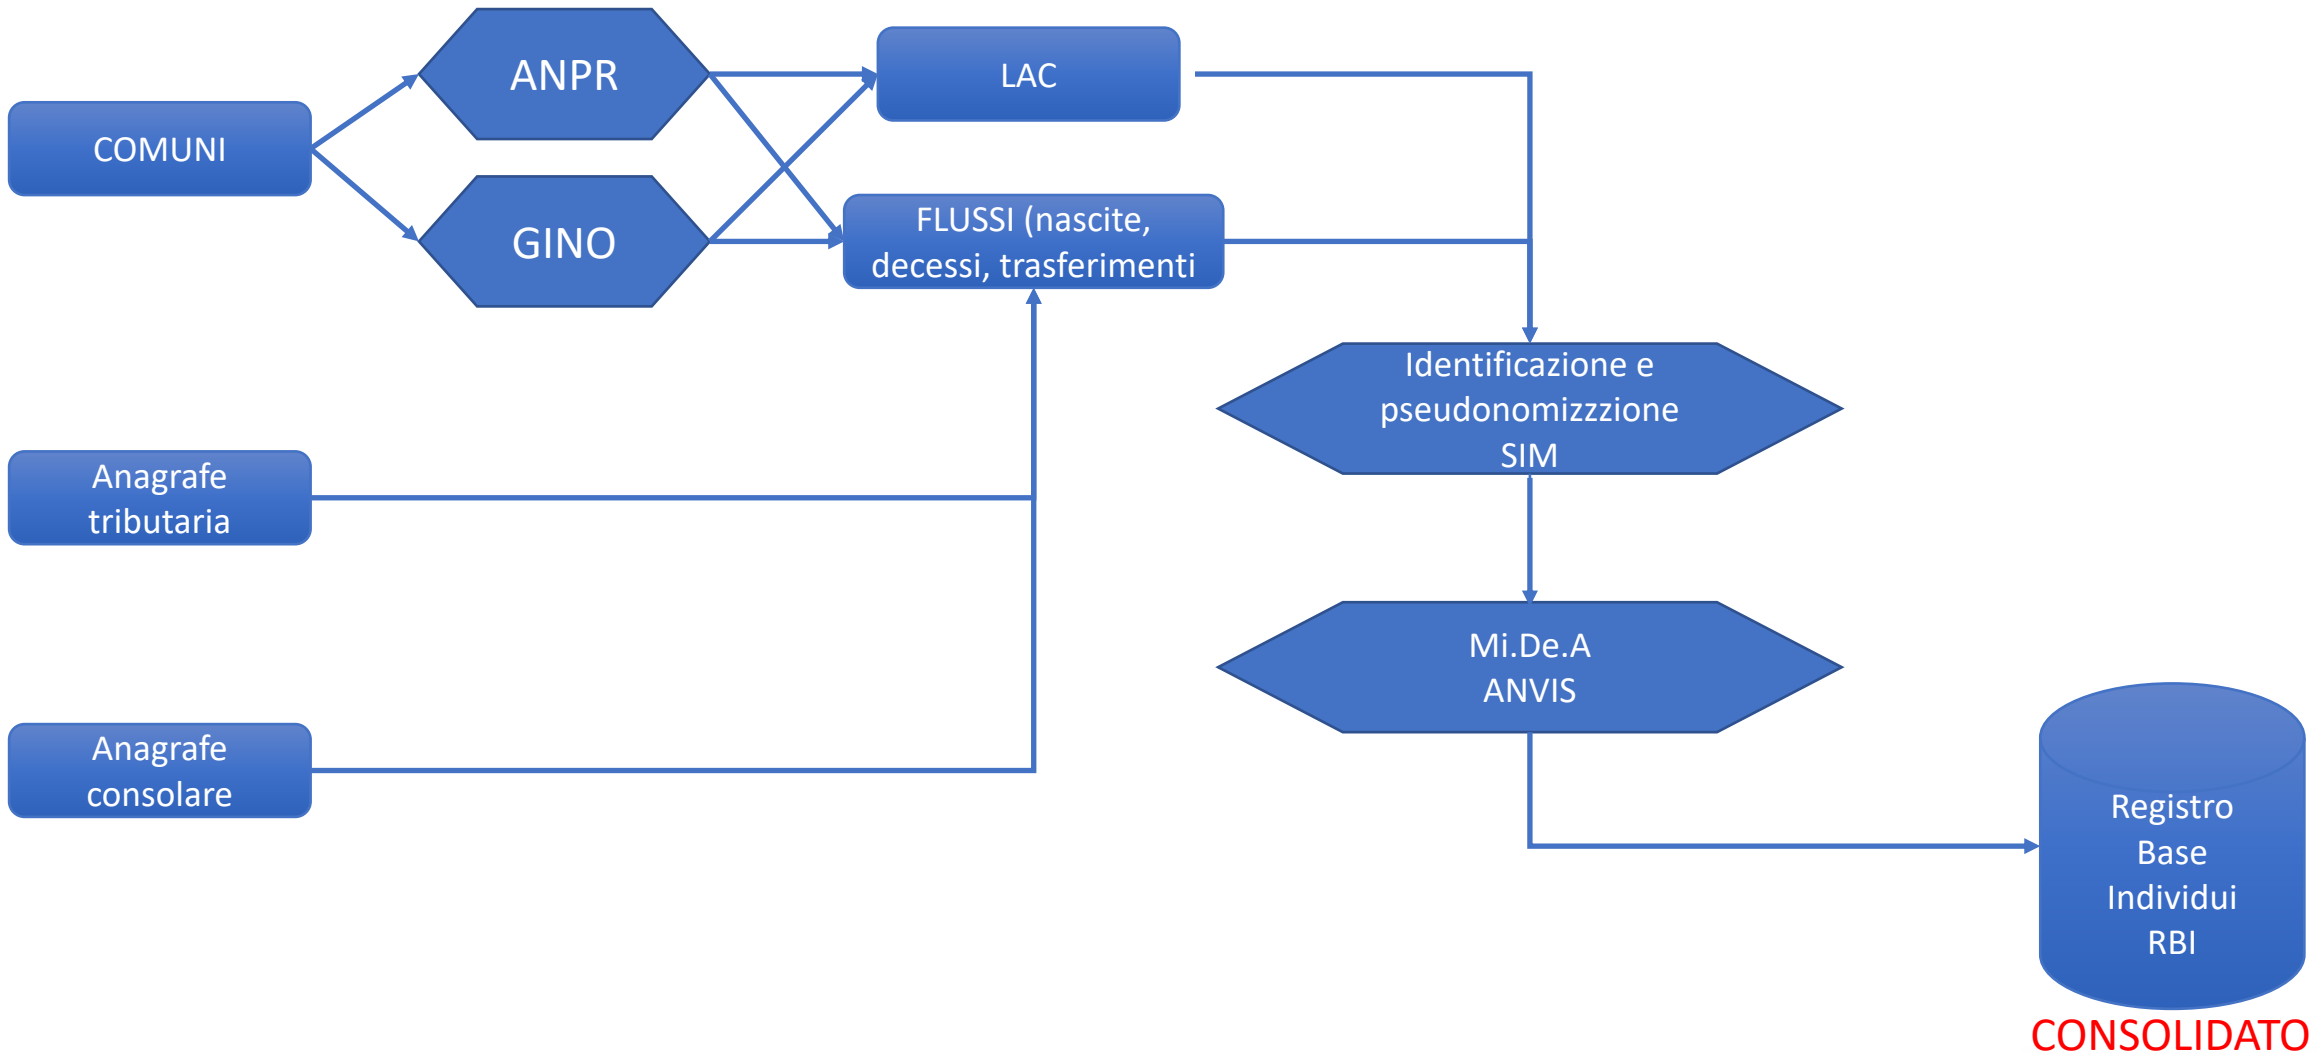 ANPR
LAC
COMUNI
GINO
FLUSSI (nascite,
decessi, trasferimenti
Identificazione e
pseudonomizzzione
SIM
Anagrafe
tributaria
Mi.De.A
ANVIS
Anagrafe
consolare
Registro
Base
Individui
RBI
CONSOLIDATO